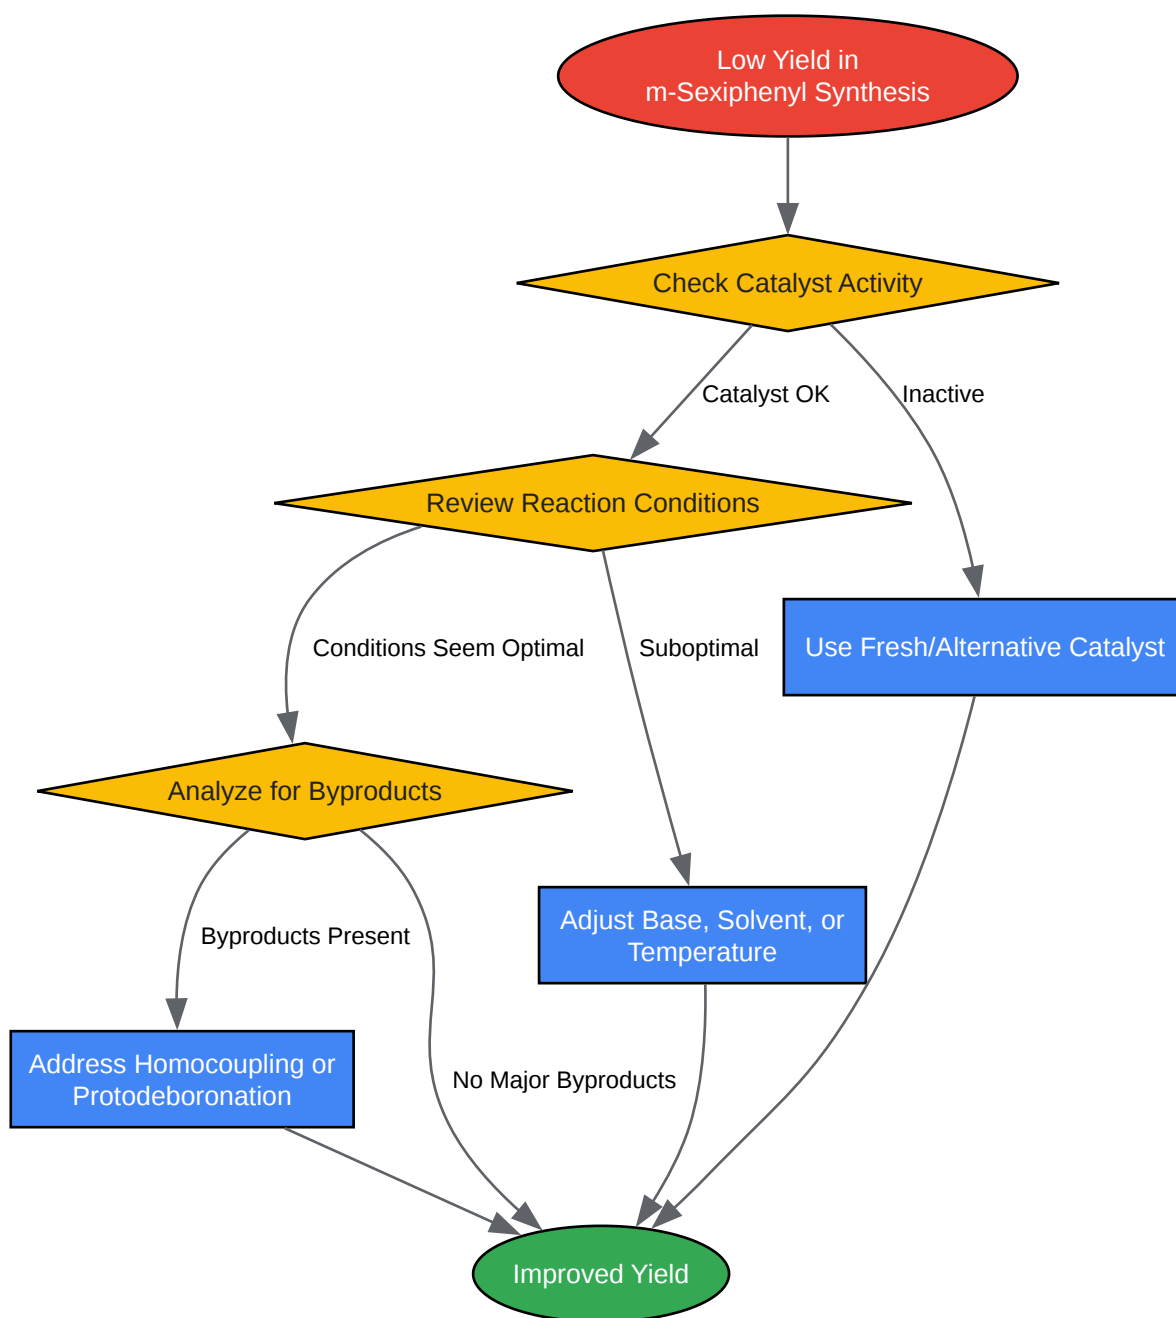 Low Yield in
m-Sexiphenyl Synthesis
Check Catalyst Activity
Catalyst OK
Inactive
Review Reaction Conditions
Conditions Seem Optimal
Suboptimal
Use Fresh/Alternative Catalyst
Analyze for Byproducts
Byproducts Present
Adjust Base, Solvent, or
Temperature
Address Homocoupling or
Protodeboronation
No Major Byproducts
Improved Yield